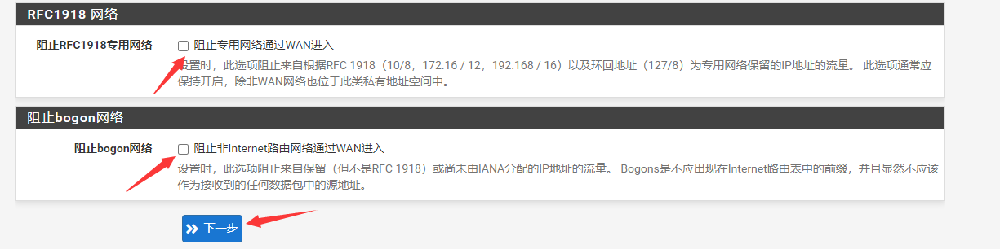 RFC1918 网络
阻止RFC1918专用网络
阻止专用网络通过WAN进入
设置时，此选项阻止来自根据RFC 1918（10/8，172.16 / 12，192.168 / 16）以及环回地址（127/8）为专用网络保留的IP地址的流量。 此选项通常应
保持开启，除非WAN网络也位于此类私有地址空间中。
阻止bogon网络
阻止bogon网络
阻止非Internet路由网络通过WAN进入
设置时，此选项阻止来自保留（但不是RFC 1918）或尚未由IANA分配的IP地址的流量。 Bogons是不应出现在Internet路由表中的前缀，并且显然不应该
作为接收到的任何数据包中的源地址。
下一步